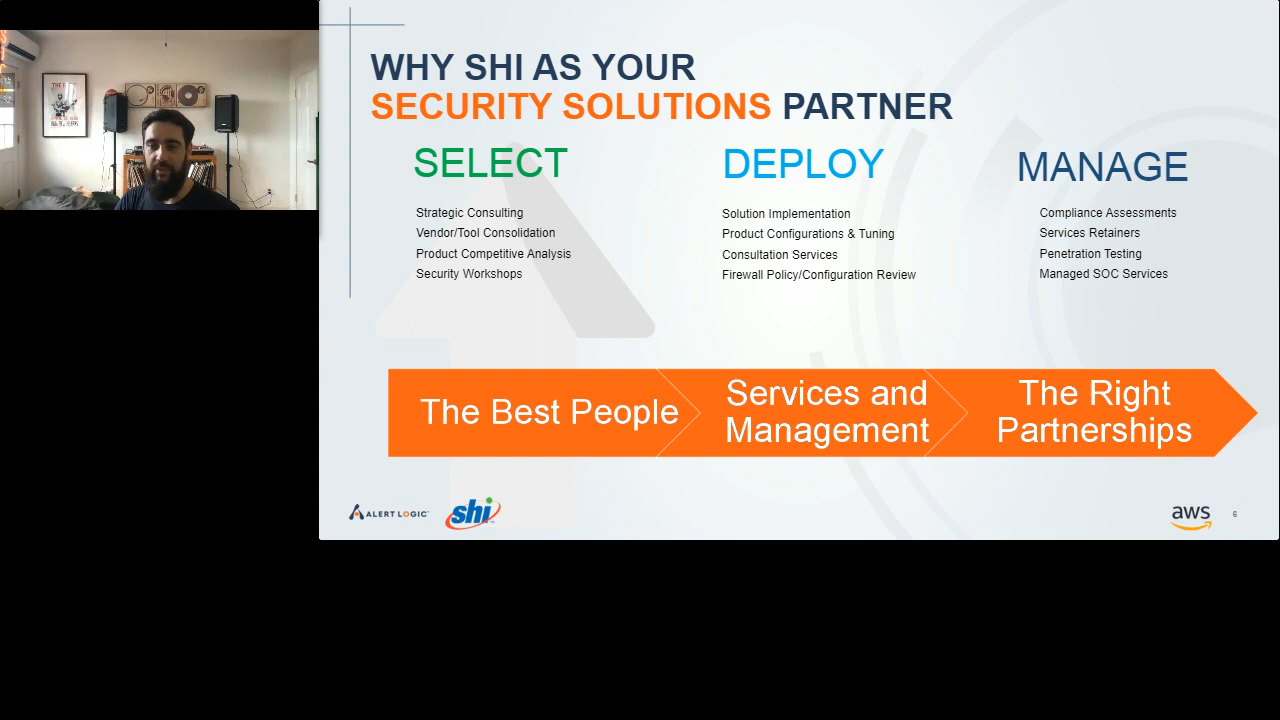 WHY SHI AS YOUR
SECURITY SOLUTIONS PARTNER
SELECT
Strategic Consulting
Vendor/Tool Consolidation
Product Competitive Analysis
Security Workshops
DEPLOY
Solution Implementation
Product Configurations & Tuning
Consultation Services
Firewall Policy/Configuration Review
MANAGE
Compliance Assessments
Services Retainers
Penetration Testing
Managed SOC Services
The Best People
Services and
Management
The Right
Partnerships
ALERT LOGIC
shi
aws
6